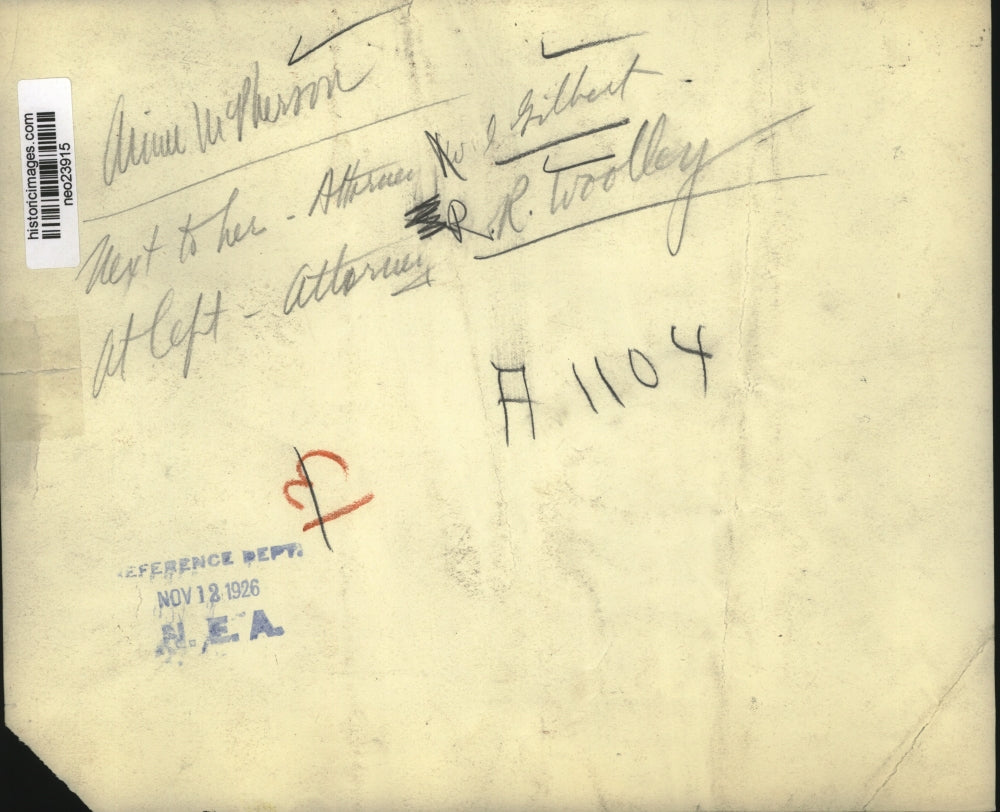 historicimages.com
neo23915
Aimee McPherson
Next to her - Attorney W. I. Gilbert
At left - Attorney R. R. Woolley
A 1104
REFERENCE DEPT.
NOV 12 1926
N. E. A.